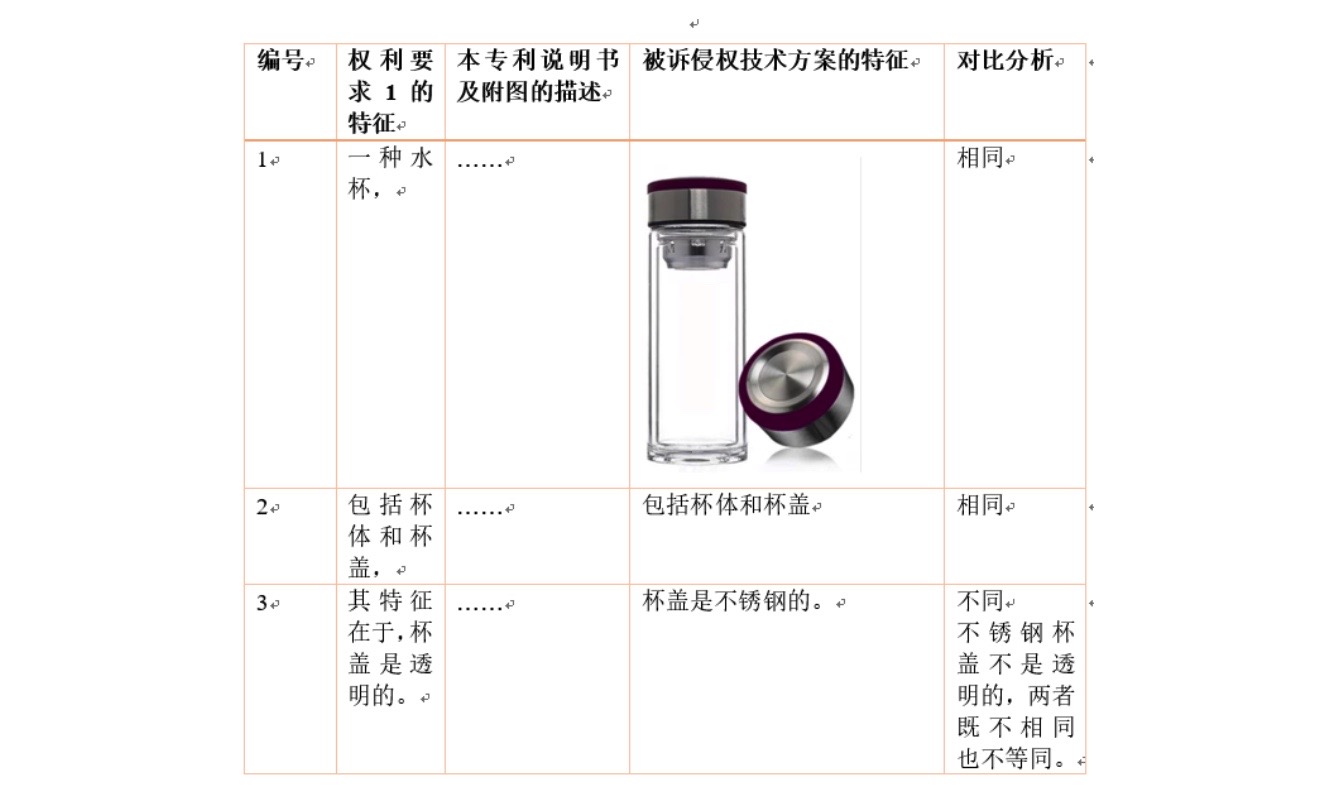 编号
权利要
求 1 的
特征
本专利说明书
及附图的描述
被诉侵权技术方案的特征
对比分析
1
一种水
杯，
……
相同
2
包括杯
体和杯
盖，
……
包括杯体和杯盖
相同
3
其特征
在于，杯
盖是透
明的。
……
杯盖是不锈钢的。
不同
不锈钢杯
盖不是透
明的，两者
既不相同
也不等同。